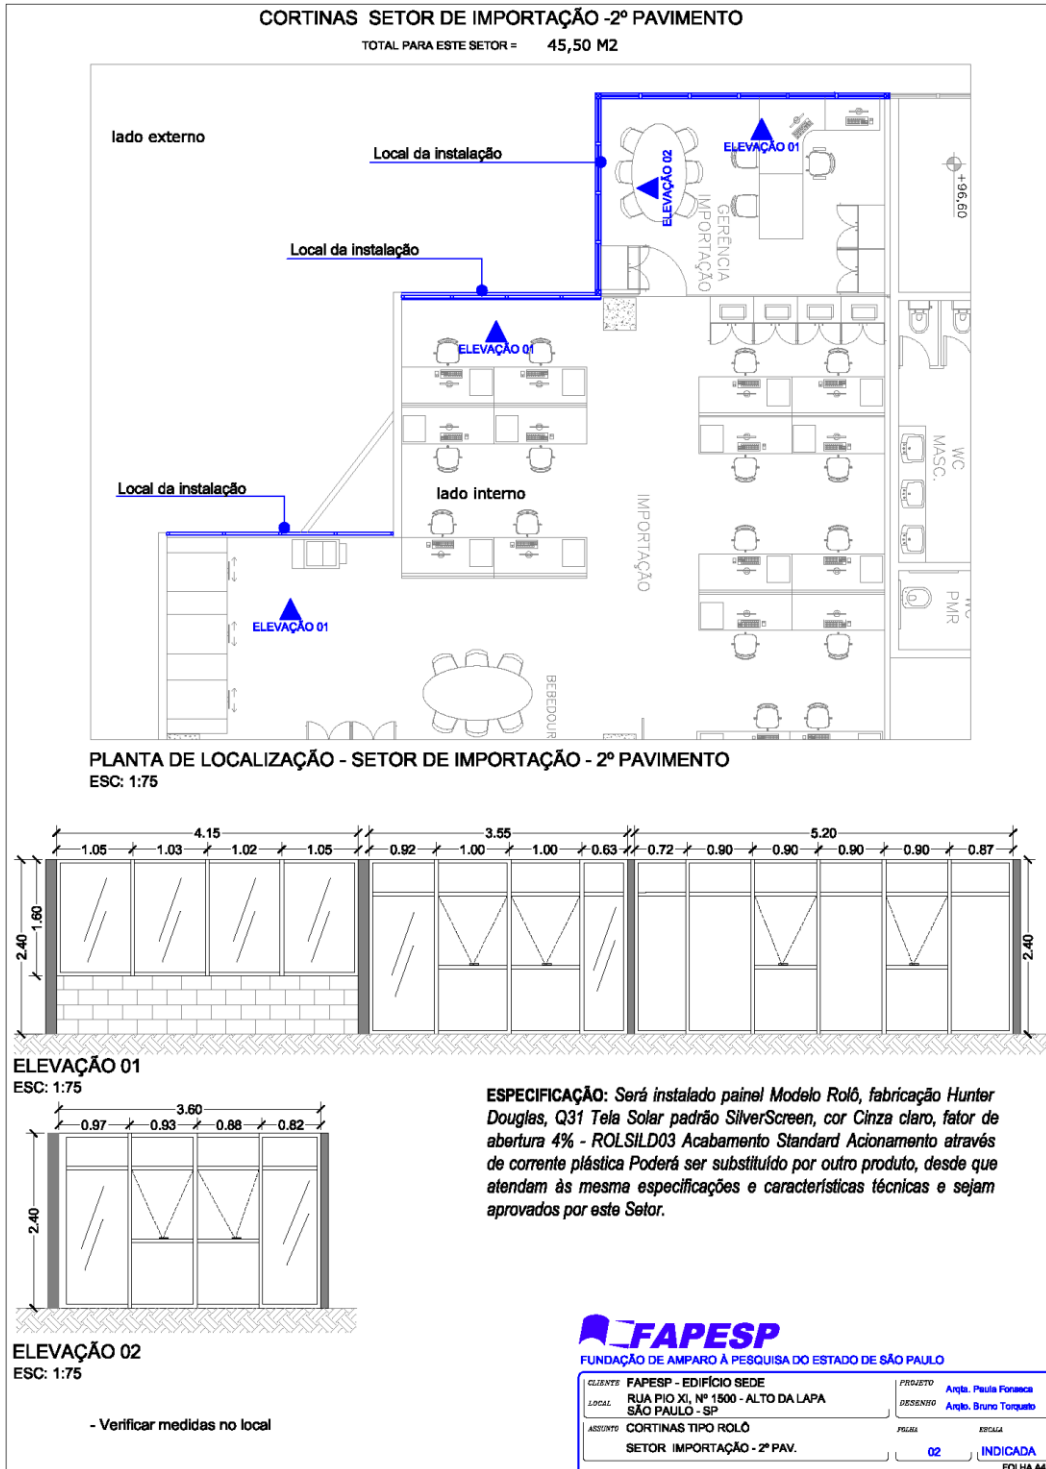 CORTINAS SETOR DE IMPORTAÇÃO -2º PAVIMENTO
TOTAL PARA ESTE SETOR = 45,50 M2
lado externo
Local da instalação
ELEVAÇÃO 01
ELEVAÇÃO 02
GERÊNCIA
IMPORTAÇÃO
+96,60
Local da instalação
ELEVAÇÃO 01
WC
MASC.
Local da instalação
lado interno
IMPORTAÇÃO
ELEVAÇÃO 01
WC
PMR
BEBEDOUR
PLANTA DE LOCALIZAÇÃO - SETOR DE IMPORTAÇÃO - 2º PAVIMENTO
ESC: 1:75
4.15 3.55 5.20
1.05 1.03 1.02 1.05 0.92 1.00 1.00 0.63 0.72 0.90 0.90 0.90 0.90 0.87
2.40 1.60 2.40
ELEVAÇÃO 01
ESC: 1:75
3.60
0.97 0.93 0.88 0.82
2.40
ELEVAÇÃO 02
ESC: 1:75
ESPECIFICAÇÃO: Será instalado painel Modelo Rolô, fabricação Hunter
Douglas, Q31 Tela Solar padrão SilverScreen, cor Cinza claro, fator de
abertura 4% - ROLSILD03 Acabamento Standard Acionamento através
de corrente plástica Poderá ser substituído por outro produto, desde que
atendam às mesma especificações e características técnicas e sejam
aprovados por este Setor.
- Verificar medidas no local
FAPESP
FUNDAÇÃO DE AMPARO À PESQUISA DO ESTADO DE SÃO PAULO
CLIENTE FAPESP - EDIFÍCIO SEDE
LOCAL RUA PIO XI, Nº 1500 - ALTO DA LAPA
SÃO PAULO - SP
PROJETO Arqta. Paula Fonseca
DESENHO Arqto. Bruno Torquato
ASSUNTO CORTINAS TIPO ROLÔ
SETOR IMPORTAÇÃO - 2º PAV.
FOLHA 02
ESCALA INDICADA
FOLHA A4